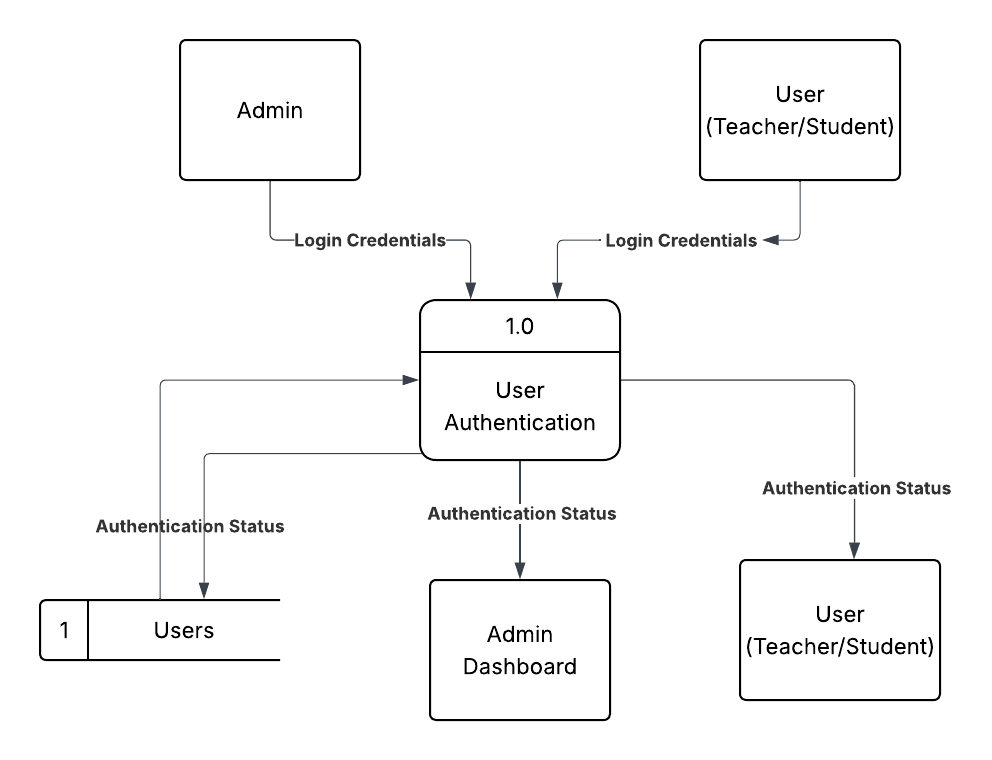 Admin
User
(Teacher/Student)
Login Credentials
Login Credentials
1.0
User
Authentication
Authentication Status
Authentication Status
Authentication Status
1
Users
Admin
Dashboard
User
(Teacher/Student)